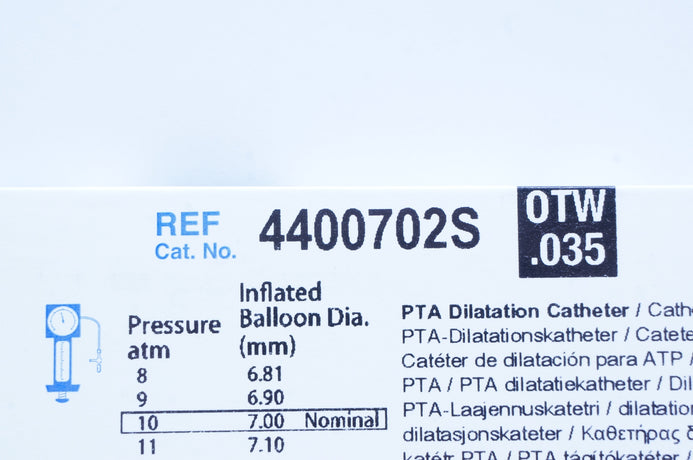 REF 4400702S
Cat. No.
OTW
.035
Inflated
Pressure Balloon Dia.
atm (mm)
8 6.81
9 6.90
10 7.00 Nominal
11 7.10
PTA Dilatation Catheter /
PTA-Dilatationskatheter /
Catéter de dilatación para ATP /
PTA / PTA dilatatiekatheter /
PTA-Laajennuskatetri /
dilatasjonskateter / Καθετήρας
PTA / PTA